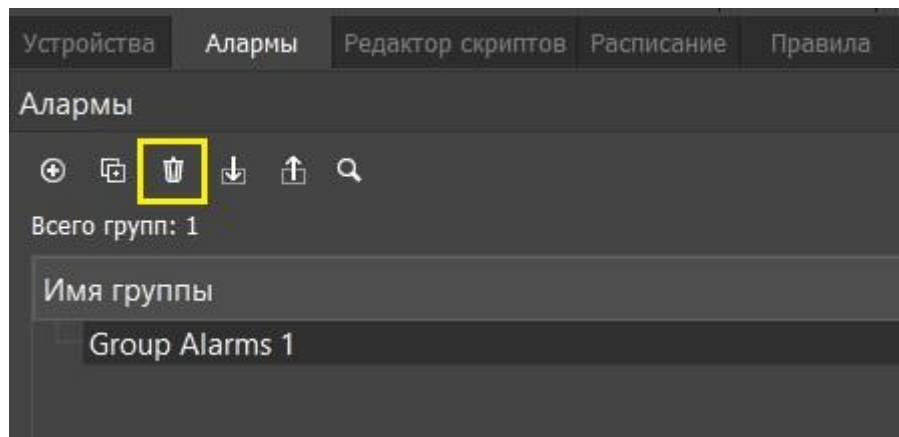 Устройства Алармы Редактор скриптов Расписание Правила
Алармы
Всего групп: 1
Имя группы
Group Alarms 1